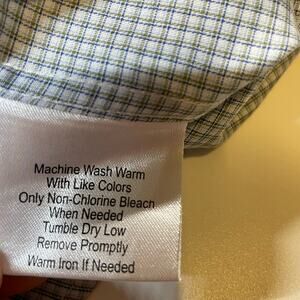 Machine Wash Warm
With Like Colors
Only Non-Chlorine Bleach
When Needed
Tumble Dry Low
Remove Promptly
Warm Iron If Needed